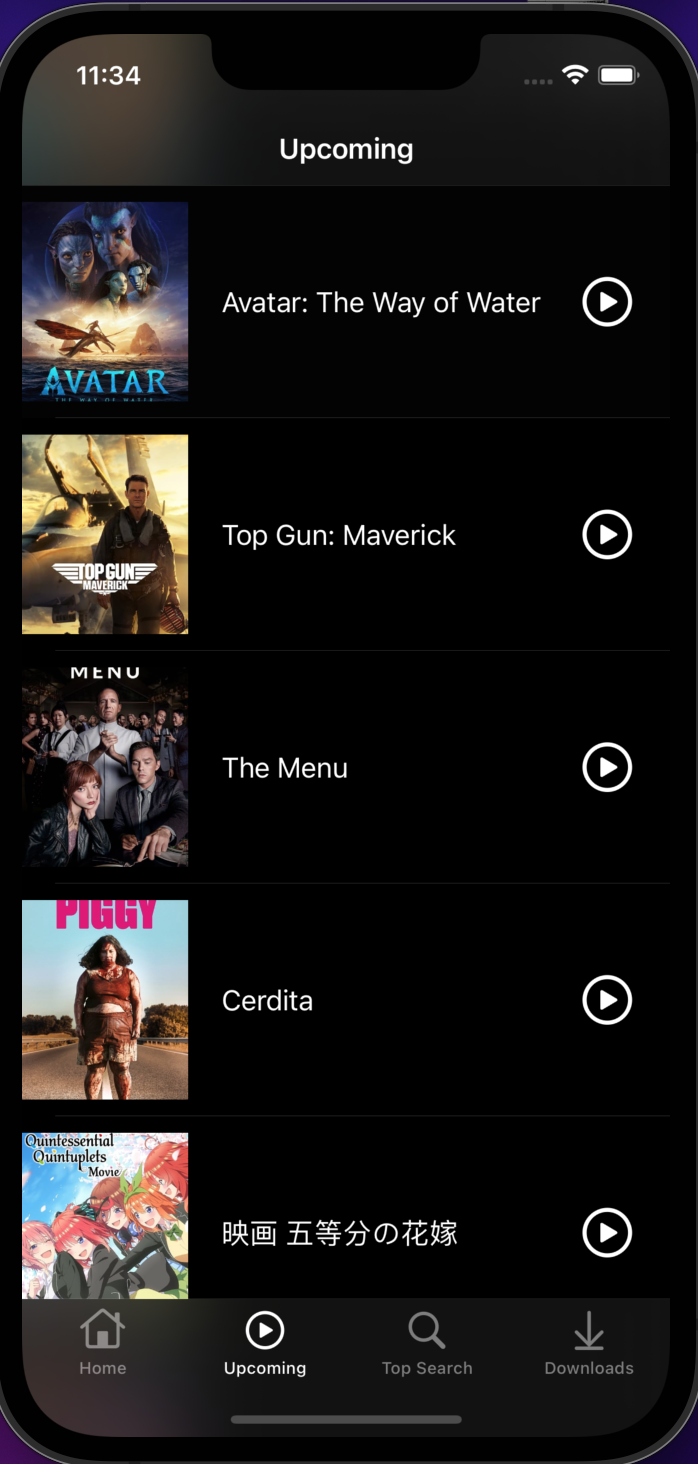 11:34
Upcoming
AVATAR
THE WAY OF WATER
Avatar: The Way of Water
TOP GUN
MAVERICK
Top Gun: Maverick
MENU
The Menu
PIGGY
Cerdita
Quintessential
Quintuplets
Movie
映画 五等分の花嫁
Home
Upcoming
Top Search
Downloads